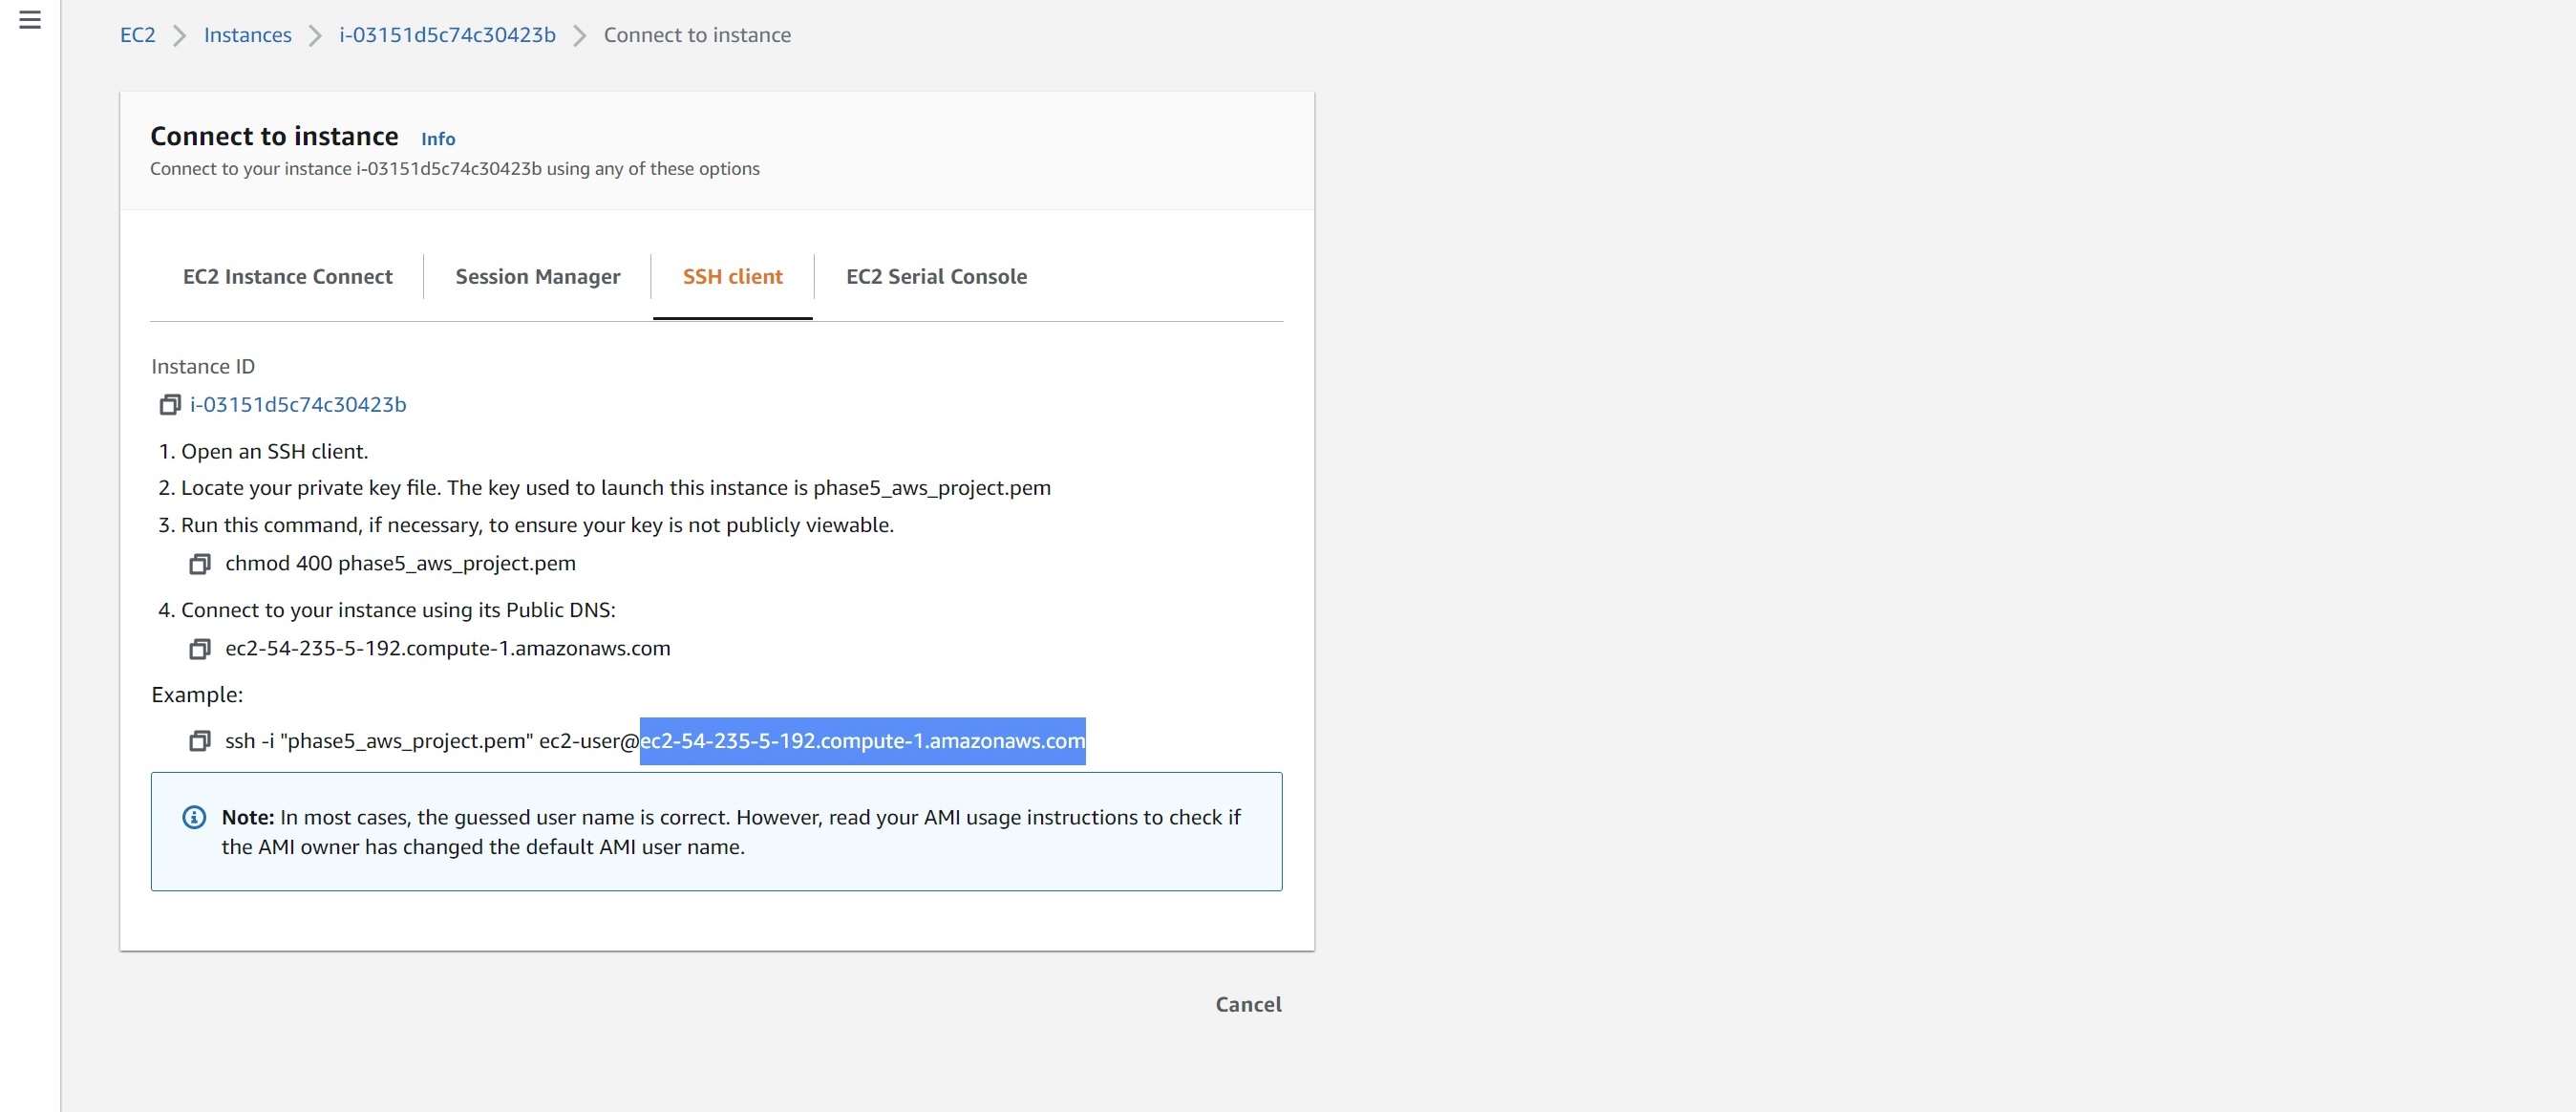 EC2 > Instances > i-03151d5c74c30423b > Connect to instance
Connect to instance Info
Connect to your instance i-03151d5c74c30423b using any of these options
EC2 Instance Connect Session Manager SSH client EC2 Serial Console
Instance ID
i-03151d5c74c30423b
1. Open an SSH client.
2. Locate your private key file. The key used to launch this instance is phase5_aws_project.pem
3. Run this command, if necessary, to ensure your key is not publicly viewable.
chmod 400 phase5_aws_project.pem
4. Connect to your instance using its Public DNS:
ec2-54-235-5-192.compute-1.amazonaws.com
Example:
ssh -i "phase5_aws_project.pem" ec2-user@ec2-54-235-5-192.compute-1.amazonaws.com
Note: In most cases, the guessed user name is correct. However, read your AMI usage instructions to check if
the AMI owner has changed the default AMI user name.
Cancel